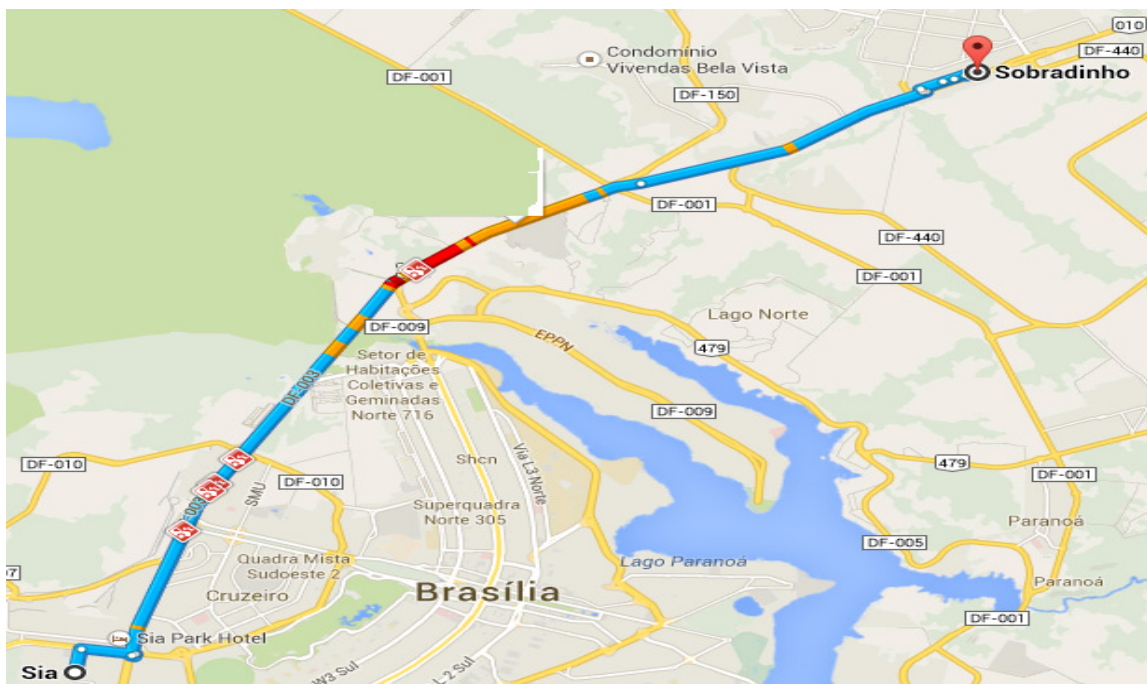 010
DF-440
Condomínio
Vivendas Bela Vista
DF-001
Sobradinho
DF-150
DF-001
DF-440
DF-001
Lago Norte
DF-009
EPPN
479
Setor de
Habitações
Coletivas e
Geminadas
Norte 716
DF-003
DF-009
Via L3 Norte
Shcn
DF-010
479
DF-001
DF-010
SMU
003
Superquadra
Norte 305
Paranoá
DF-005
Quadra Mista
Sudoeste 2
Lago Paranoá
Paranoá
07
Cruzeiro
Brasília
DF-001
Sia Park Hotel
Sia
W3 Sul
L 2 Sul